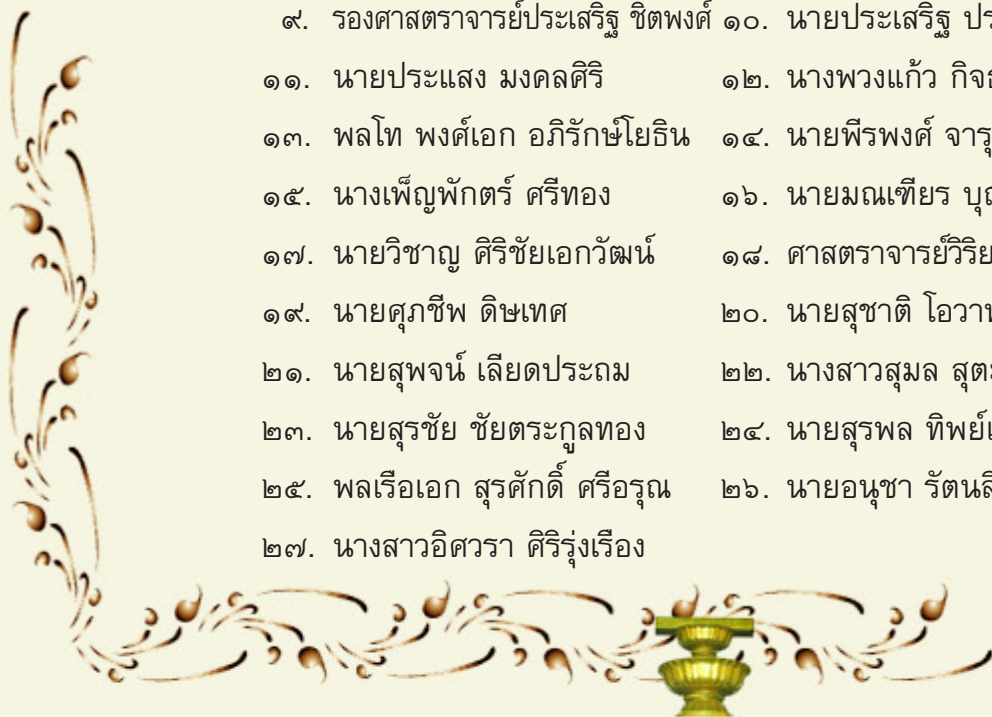 ๙. รองศาสตราจารย์ประเสริฐ ชิตพงศ์ ๑๐. นายประเสริฐ
๑๑. นายประแสง มงคลศิริ ๑๒. นางพวงแก้ว
๑๓. พลโท พงศ์เอก อภิรักษ์โยธิน ๑๔. นายพีรพงศ์
๑๕. นางเพ็ญพักตร์ ศรีทอง ๑๖. นายมณเฑียร
๑๗. นายวิชาญ ศิริชัยเอกวัฒน์ ๑๘.
๑๙. นายศุภชีพ ดิษเทศ ๒๐. นายสุชาติ
๒๑. นายสุพจน์ เลียดประถม ๒๒. นางสาวสุมล
๒๓. นายสุรชัย ชัยตระกูลทอง ๒๔. นายสุรพล
๒๕. พลเรือเอก สุรศักดิ์ ศรีอรุณ ๒๖. นายอนุชา
๒๗. นางสาวอิศวรา ศิริรุ่งเรือง